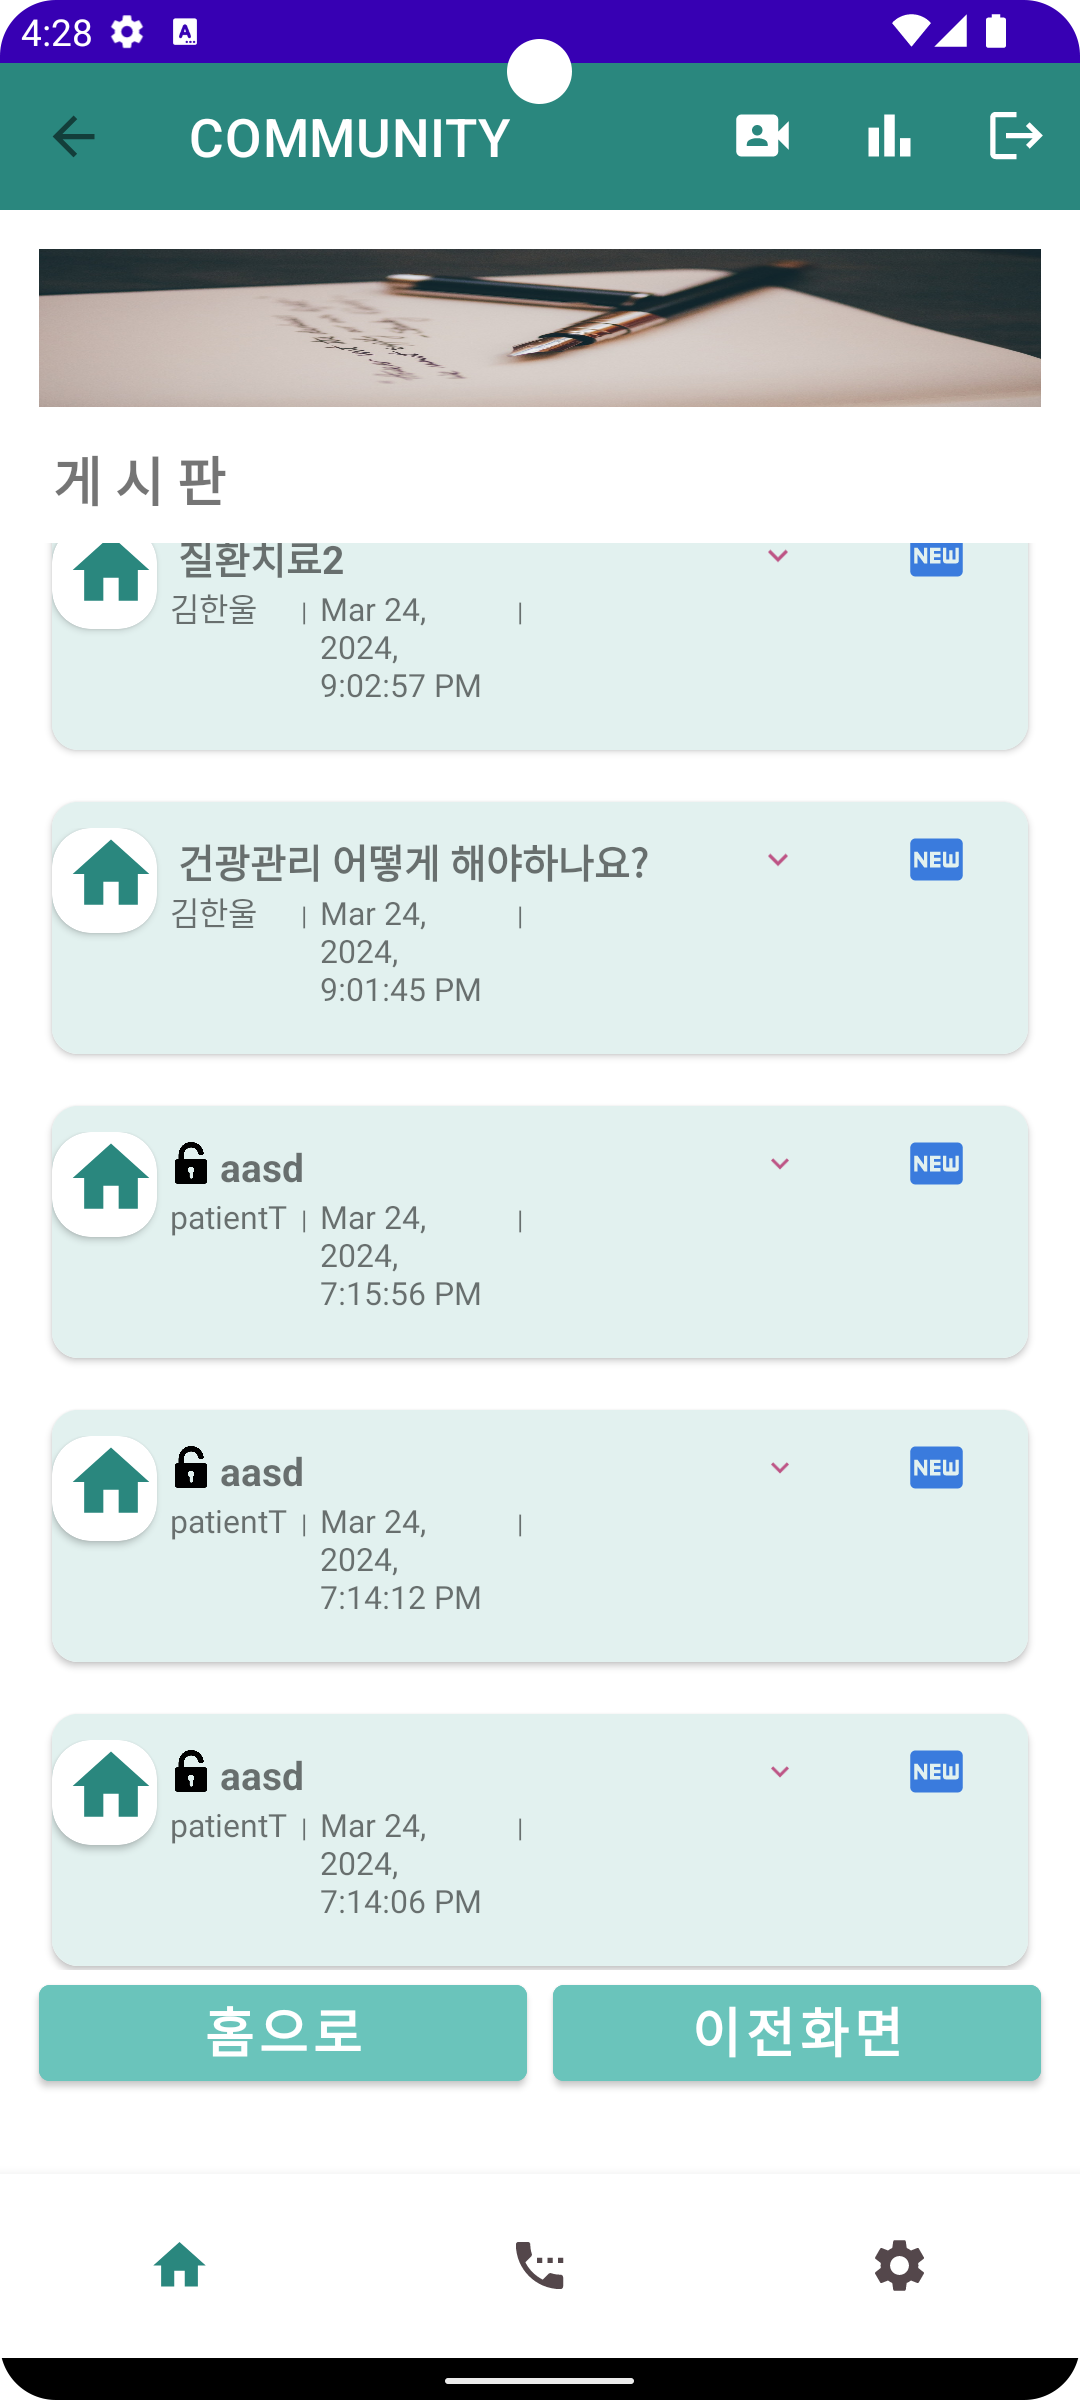 4:28
COMMUNITY
게시판
질환치료2
NEW
김한울 | Mar 24, |
2024,
9:02:57 PM
건광관리 어떻게 해야하나요?
NEW
김한울 | Mar 24, |
2024,
9:01:45 PM
aasd
NEW
patientT | Mar 24, |
2024,
7:15:56 PM
aasd
NEW
patientT | Mar 24, |
2024,
7:14:12 PM
aasd
NEW
patientT | Mar 24, |
2024,
7:14:06 PM
홈으로
이전화면